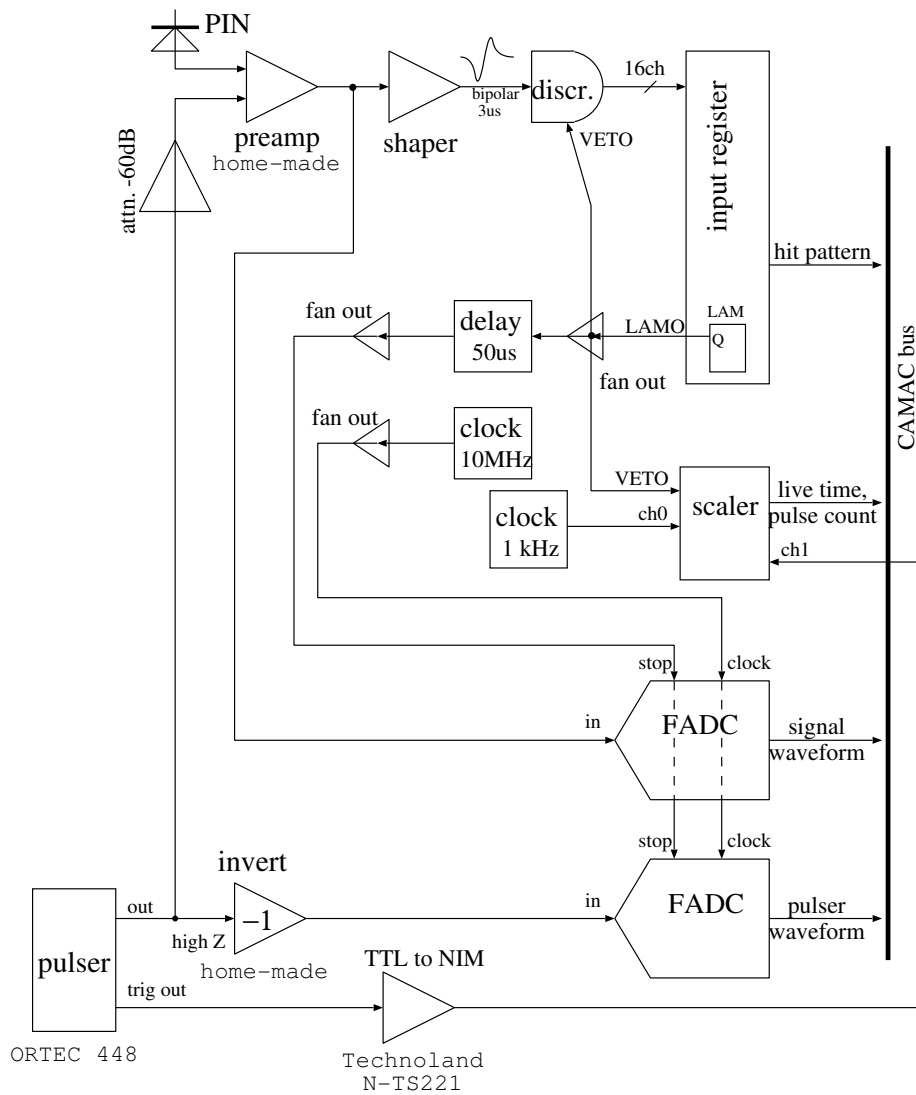 PIN
attn. -60dB
preamp
home-made
shaper
bipolar
3us
discr.
16ch
VETO
input register
hit pattern
LAM
Q
LAMO
fan out
delay
50us
fan out
CAMAC bus
fan out
clock
10MHz
VETO
clock
1 kHz
ch0
scaler
live time,
pulse count
ch1
stop
clock
in
FADC
signal
waveform
stop
clock
in
FADC
pulser
waveform
invert
-1
home-made
out
high Z
pulser
trig out
ORTEC 448
TTL to NIM
Technoland
N-TS221